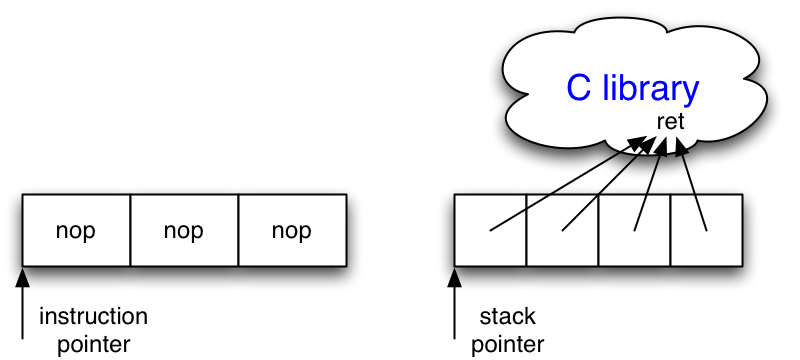 C library
ret
nop
nop
nop
instruction
pointer
stack
pointer